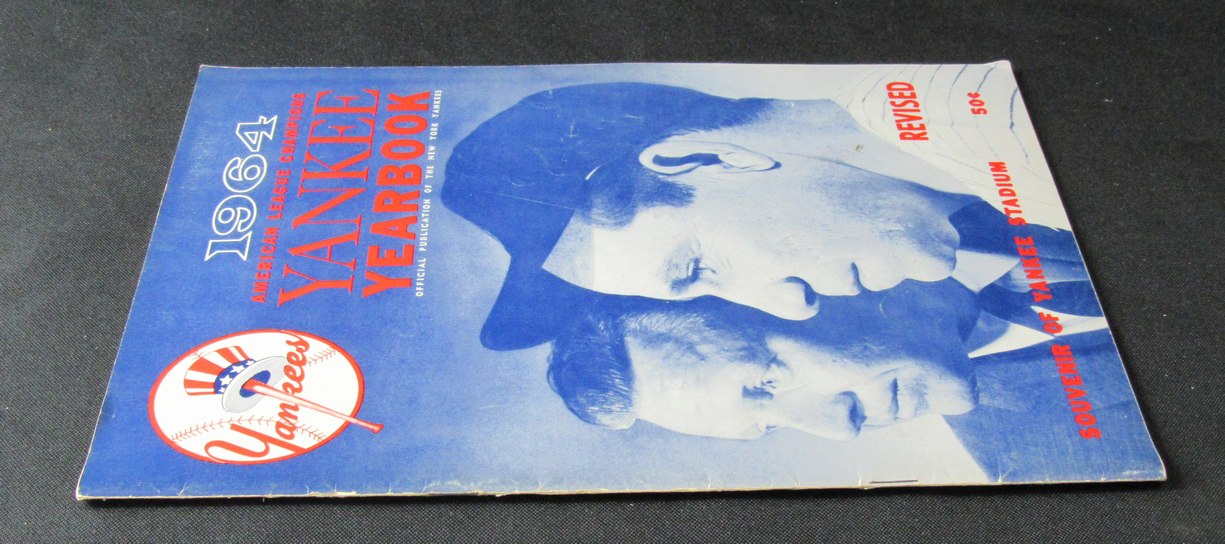 1964
AMERICAN LEAGUE CHAMPIONS
YANKEE
YEARBOOK
OFFICIAL PUBLICATION OF THE NEW YORK YANKEES
Yankees
REVISED
50¢
SOUVENIR OF YANKEE STADIUM